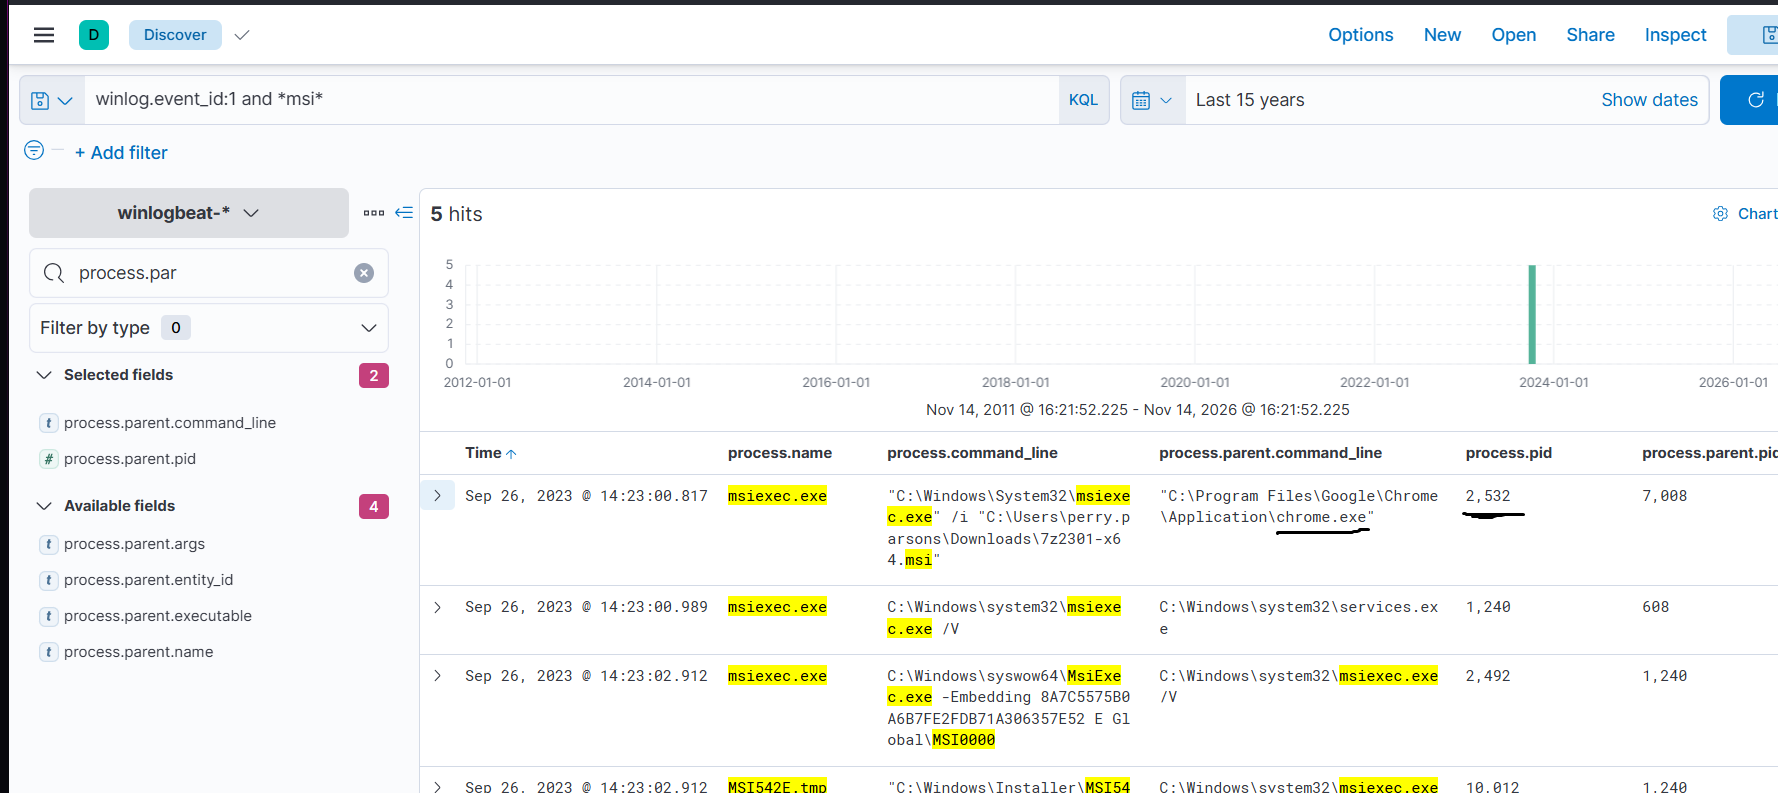 D Discover Options New Open Share Inspect
winlog.event_id:1 and *msi* KQL Last 15 years Show dates
+ Add filter
winlogbeat-*
process.par
Filter by type 0
Selected fields 2
t process.parent.command_line
# process.parent.pid
Available fields 4
t process.parent.args
t process.parent.entity_id
t process.parent.executable
t process.parent.name
5 hits Chart
5
4
3
2
1
0
2012-01-01 2014-01-01 2016-01-01 2018-01-01 2020-01-01 2022-01-01 2024-01-01 2026-01-01
Nov 14, 2011 @ 16:21:52.225 - Nov 14, 2026 @ 16:21:52.225
Time process.name process.command_line process.parent.command_line process.pid process.parent.pid
Sep 26, 2023 @ 14:23:00.817 msiexec.exe "C:\Windows\System32\msiexe "C:\Program Files\Google\Chrome 2,532 7,008
c.exe" /i "C:\Users\perry.p \Application\chrome.exe"
arsons\Downloads\7z2301-x6
4.msi"
Sep 26, 2023 @ 14:23:00.989 msiexec.exe C:\Windows\system32\msiexe C:\Windows\system32\services.ex 1,240 608
c.exe /V e
Sep 26, 2023 @ 14:23:02.912 msiexec.exe C:\Windows\syswow64\MsiExe C:\Windows\system32\msiexec.exe 2,492 1,240
c.exe -Embedding 8A7C5575B0 /V
A6B7FE2FDB71A306357E52 E Gl
obal\MSI0000
Sep 26, 2023 @ 14:23:02.912 MSI542E.tmp "C:\Windows\Installer\MSI54 C:\Windows\system32\msiexec.exe 10,012 1,240